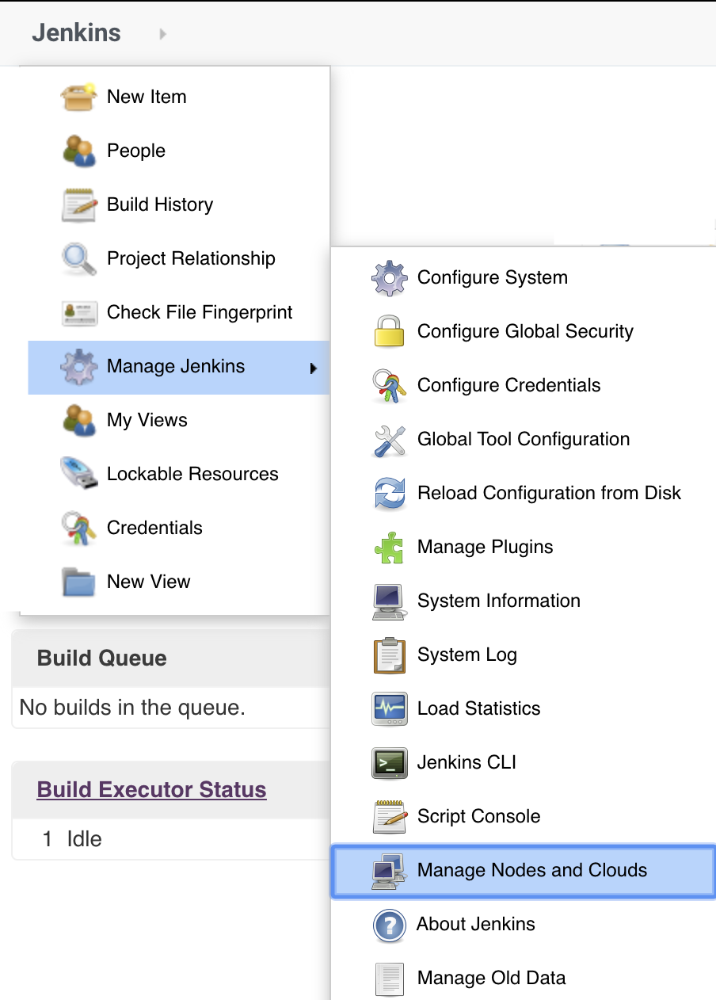 Jenkins
New Item
People
Build History
Project Relationship
Check File Fingerprint
Manage Jenkins
My Views
Lockable Resources
Credentials
New View
Build Queue
No builds in the queue.
Build Executor Status
1 Idle
Configure System
Configure Global Security
Configure Credentials
Global Tool Configuration
Reload Configuration from Disk
Manage Plugins
System Information
System Log
Load Statistics
Jenkins CLI
Script Console
Manage Nodes and Clouds
About Jenkins
Manage Old Data